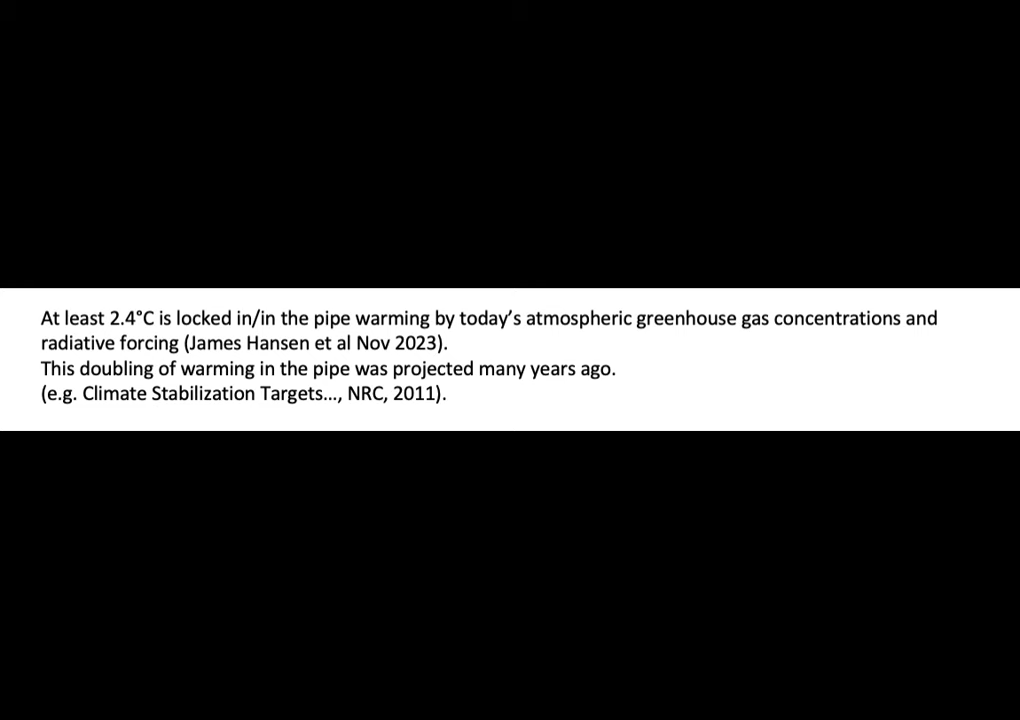 At least 2.4°C is locked in/in the pipe warming by today’s atmospheric greenhouse gas concentrations and
radiative forcing (James Hansen et al Nov 2023).
This doubling of warming in the pipe was projected many years ago.
(e.g. Climate Stabilization Targets..., NRC, 2011).